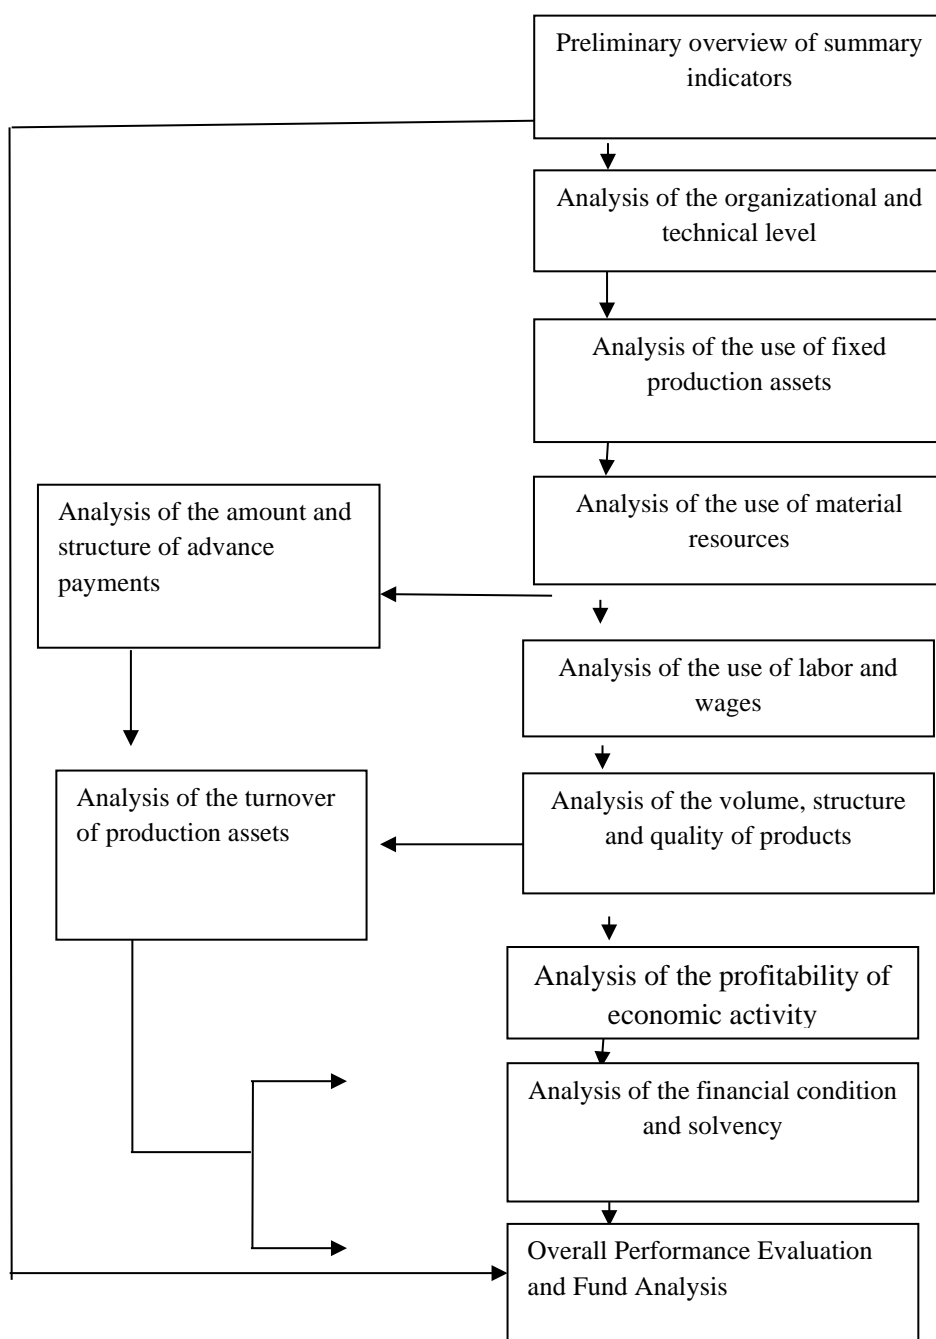 Preliminary overview of summary
indicators
Analysis of the organizational and
technical level
Analysis of the use of fixed
production assets
Analysis of the use of material
resources
Analysis of the amount and
structure of advance
payments
Analysis of the use of labor and
wages
Analysis of the turnover
of production assets
Analysis of the volume, structure
and quality of products
Analysis of the profitability of
economic activity
Analysis of the financial condition
and solvency
Overall Performance Evaluation
and Fund Analysis